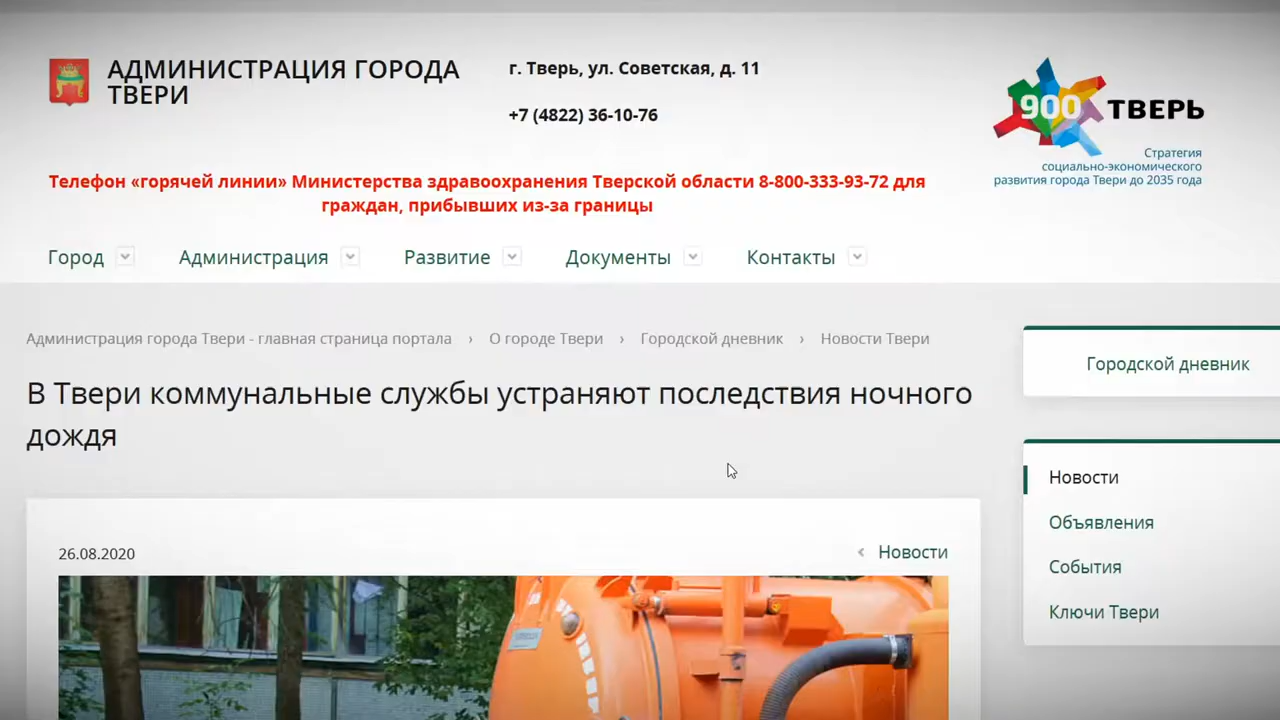 АДМИНИСТРАЦИЯ ГОРОДА
ТВЕРИ
г. Тверь, ул. Советская, д. 11
+7 (4822) 36-10-76
900 ТВЕРЬ
Стратегия
социально-экономического
развития города Твери до 2035 года
Телефон «горячей линии» Министерства здравоохранения Тверской области 8-800-333-93-72 для
граждан, прибывших из-за границы
Город
Администрация
Развитие
Документы
Контакты
Администрация города Твери - главная страница портала › О городе Твери › Городской дневник › Новости Твери
В Твери коммунальные службы устраняют последствия ночного
дождя
26.08.2020
Новости
Городской дневник
Новости
Объявления
События
Ключи Твери